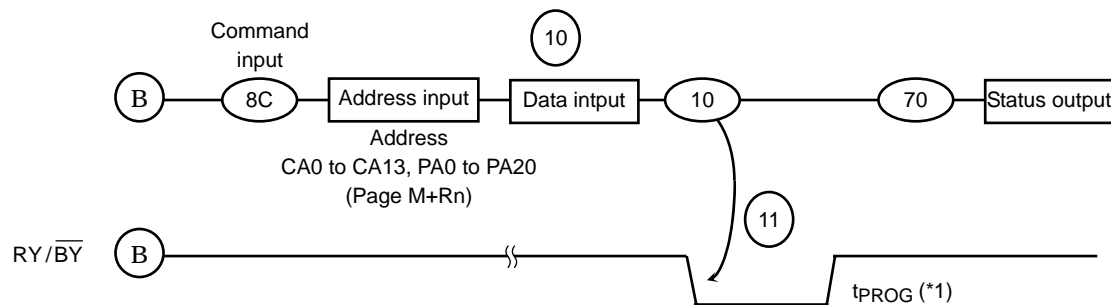 Command
input
10
B
8C
Address input
Data intput
10
70
Status output
Address
CA0 to CA13, PA0 to PA20
(Page M+Rn)
11
RY/BY
B
tPROG (*1)